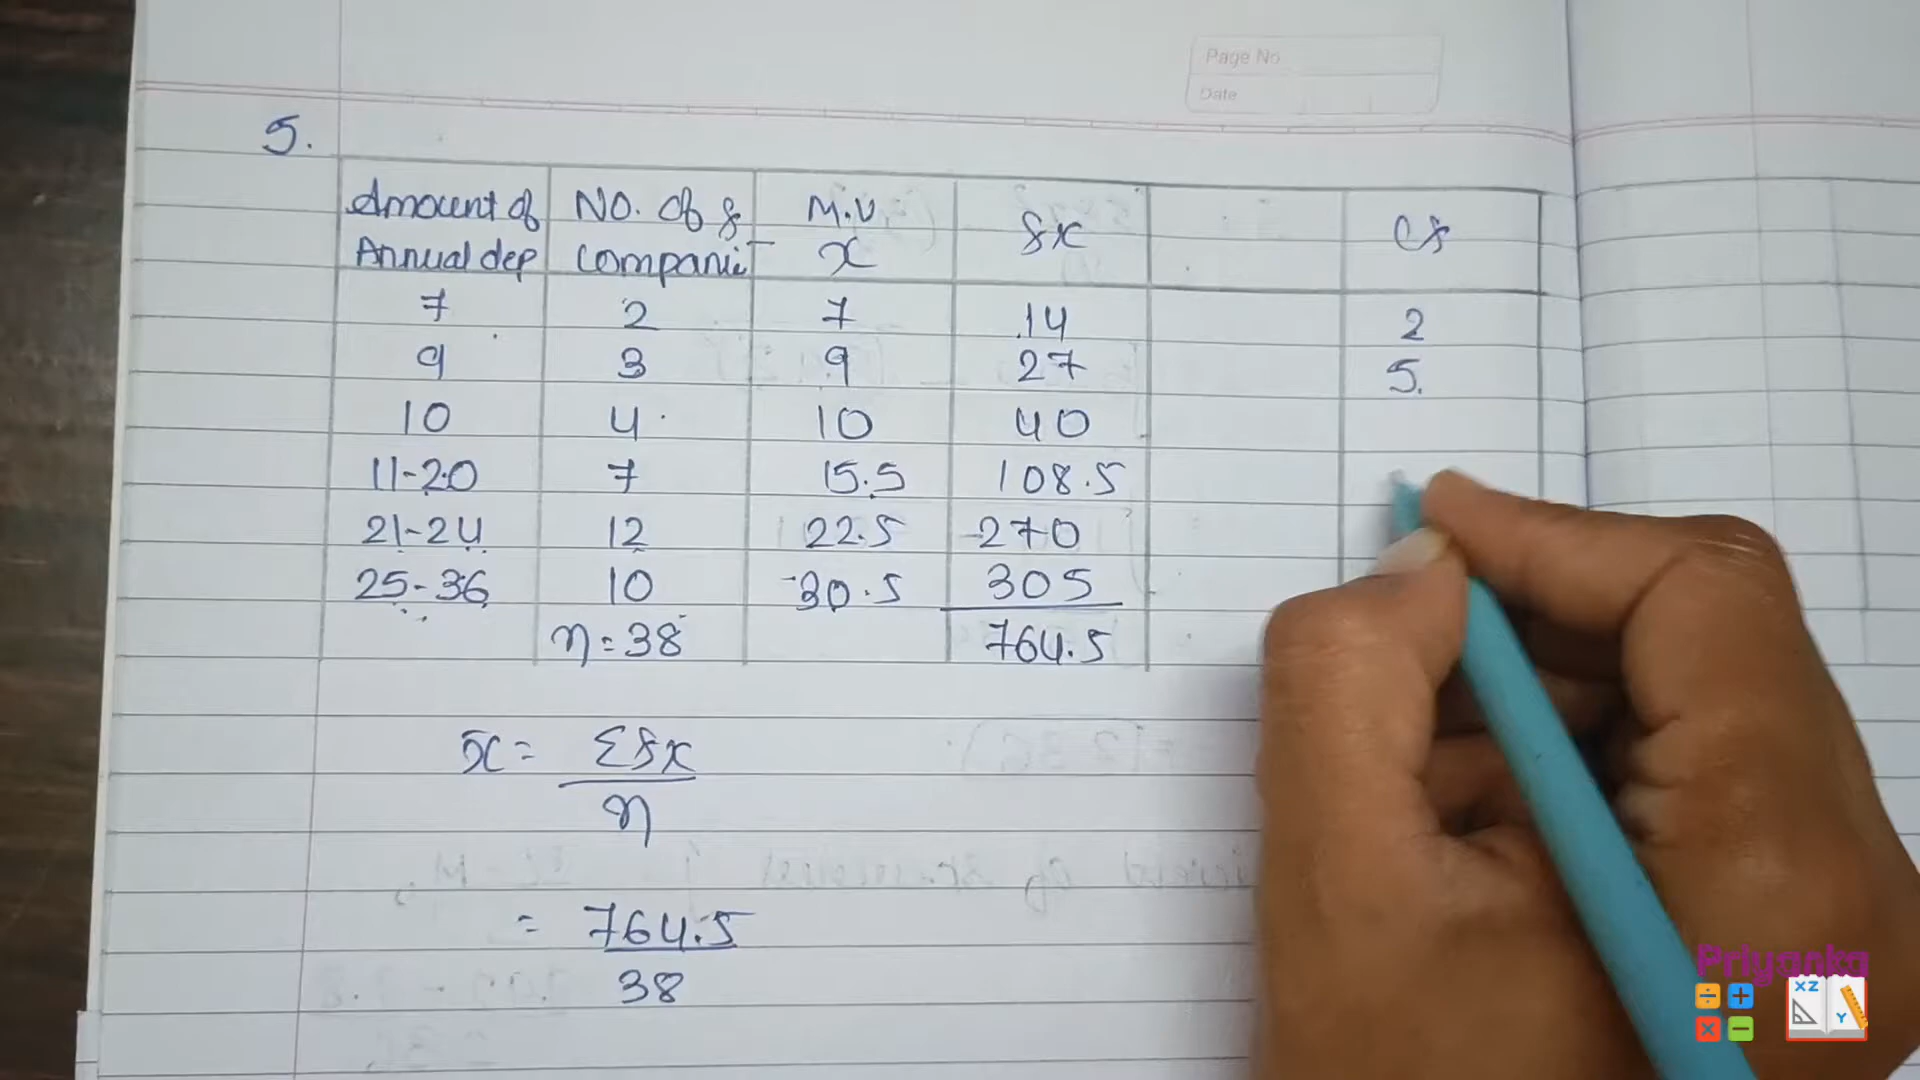 Page No
Date
5.
Amount of Annual dep | No. of f companie | M.V x | fx | | cf
7 | 2 | 7 | 14 | | 2
9 | 3 | 9 | 27 | | 5.
10 | 4 | 10 | 40
11-20 | 7 | 15.5 | 108.5
21-24 | 12 | 22.5 | 270
25-36 | 10 | 30.5 | 305
n = 38 | 764.5
x̄ = Σfx
n
= 764.5
38
Priyanka
XZ
Y